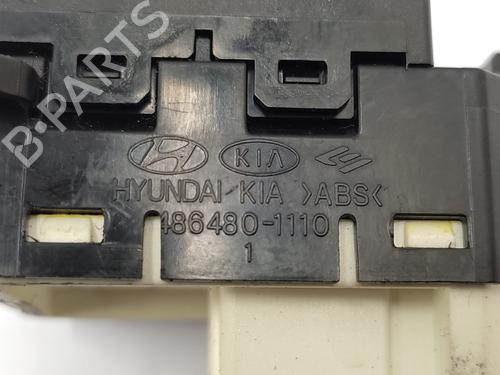 B-PARTS
KIA
HYUNDAI KIA >ABS<
486480-1110
1